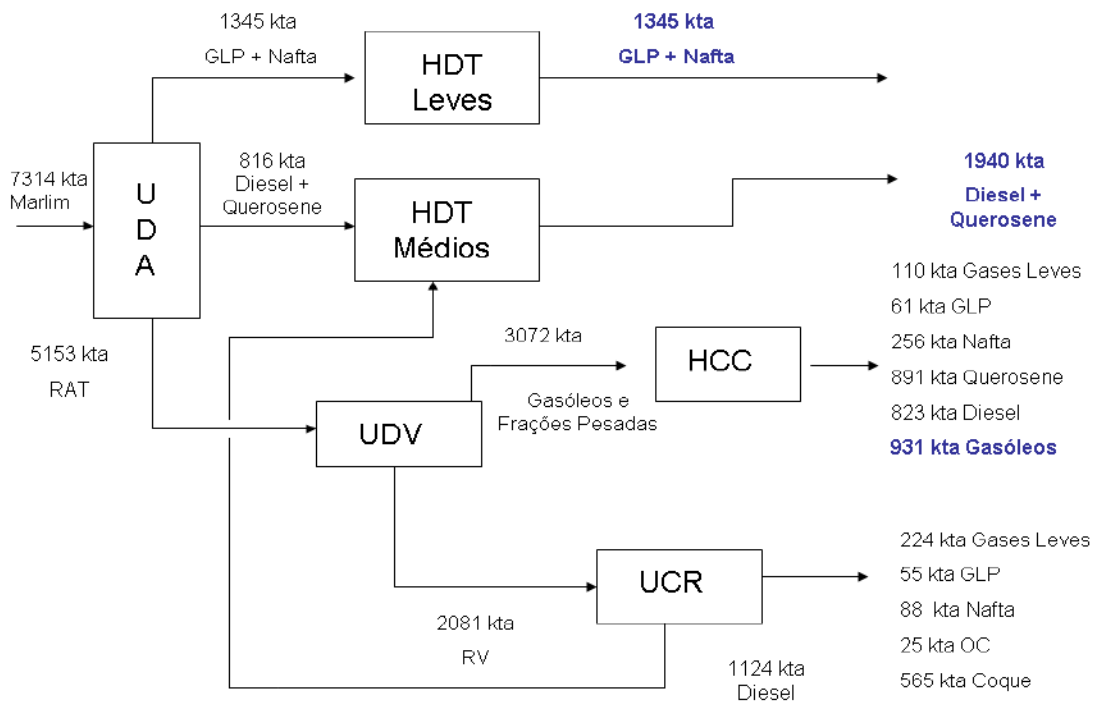 1345 kta
GLP + Nafta
HDT
Leves
1345 kta
GLP + Nafta
7314 kta
Marlim
U
D
A
816 kta
Diesel +
Querosene
HDT
Médios
1940 kta
Diesel +
Querosene
5153 kta
RAT
UDV
3072 kta
Gasóleos e
Frações Pesadas
HCC
110 kta Gases Leves
61 kta GLP
256 kta Nafta
891 kta Querosene
823 kta Diesel
931 kta Gasóleos
2081 kta
RV
UCR
1124 kta
Diesel
224 kta Gases Leves
55 kta GLP
88 kta Nafta
25 kta OC
565 kta Coque